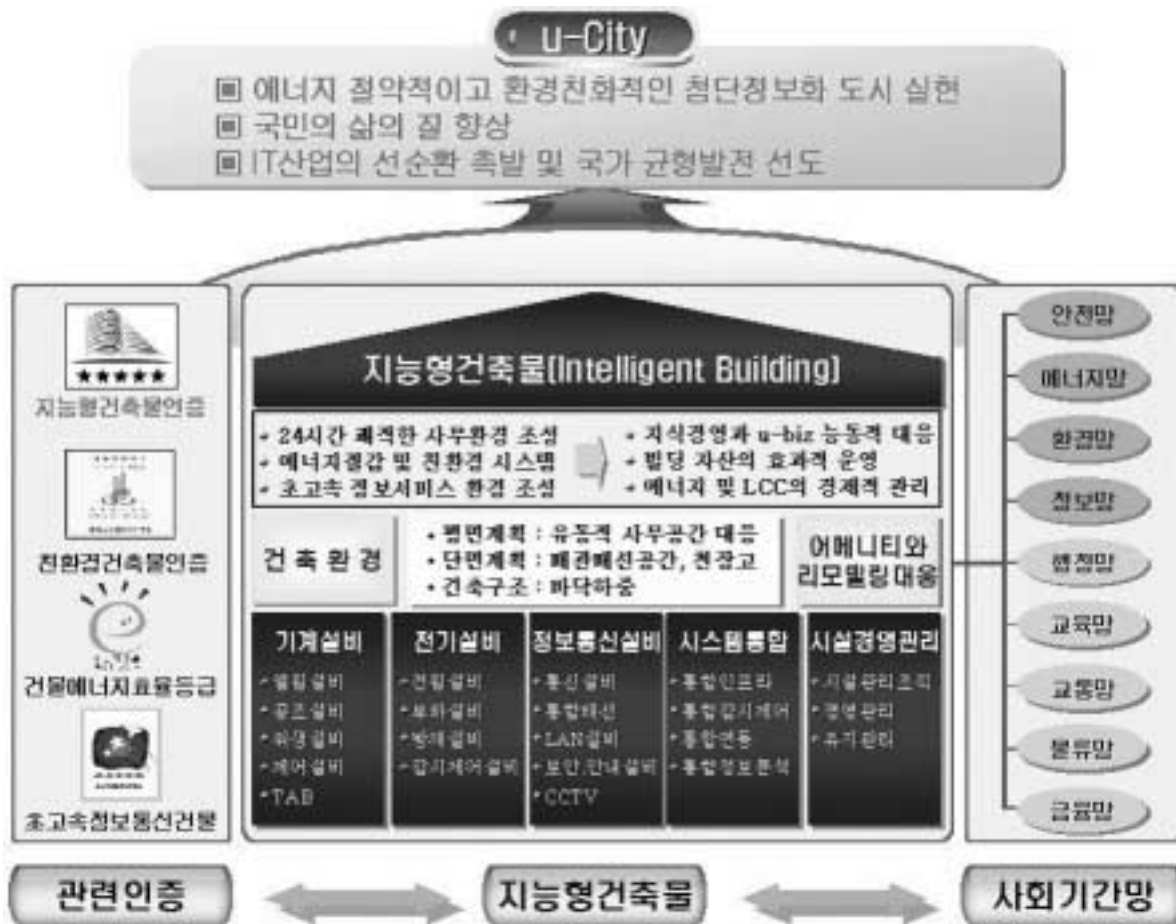 u-City
▣ 에너지 절약적이고 환경친화적인 첨단정보화 도시 실현
▣ 국민의 삶의 질 향상
▣ IT산업의 선순환 촉발 및 국가 균형발전 선도
★★★★★
지능형건축물인증
친환경건축물인증
건물에너지효율등급
초고속정보통신건물
지능형건축물(Intelligent Building)
• 24시간 쾌적한 사무환경 조성
• 에너지절감 및 친환경 시스템
• 초고속 정보서비스 환경 조성
• 지식경영과 u-biz 능동적 대응
• 빌딩 자산의 효과적 운영
• 에너지 및 LCC의 경제적 관리
건 축 환 경
• 평면계획 : 유동적 사무공간 대응
• 단면계획 : 배관배선공간, 천장고
• 건축구조 : 바닥하중
어메니티와
리모델링대응
기계설비
• 열원설비
• 공조설비
• 위생설비
• 제어설비
• TAB
전기설비
• 전원설비
• 부하설비
• 방재설비
• 감시제어설비
정보통신설비
• 통신설비
• 통합배선
• LAN설비
• 보안,안내설비
• CCTV
시스템통합
• 통합인프라
• 통합감시제어
• 통합연동
• 통합정보분석
시설경영관리
• 시설관리조직
• 경영관리
• 유지관리
안전망
에너지망
환경망
정보망
행정망
교육망
교통망
물류망
금융망
관련인증
지능형건축물
사회기간망